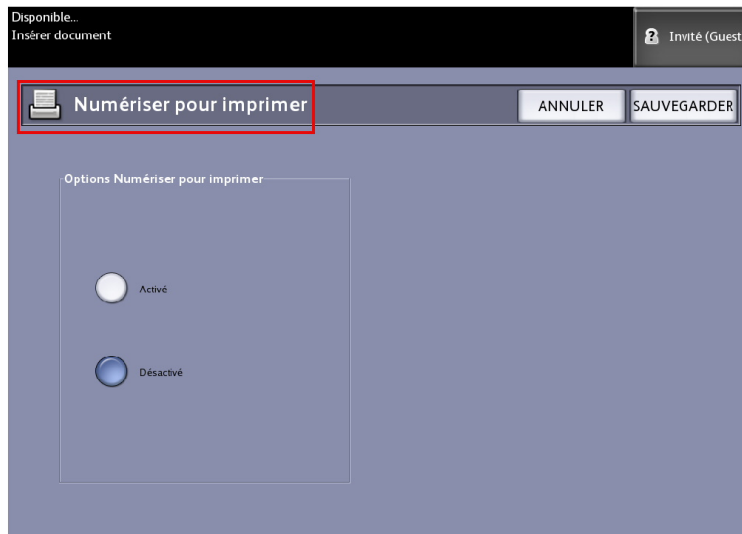 Disponible...
Insérer document
Invité (Guest
Numériser pour imprimer
ANNULER
SAUVEGARDER
Options Numériser pour imprimer
Activé
Désactivé